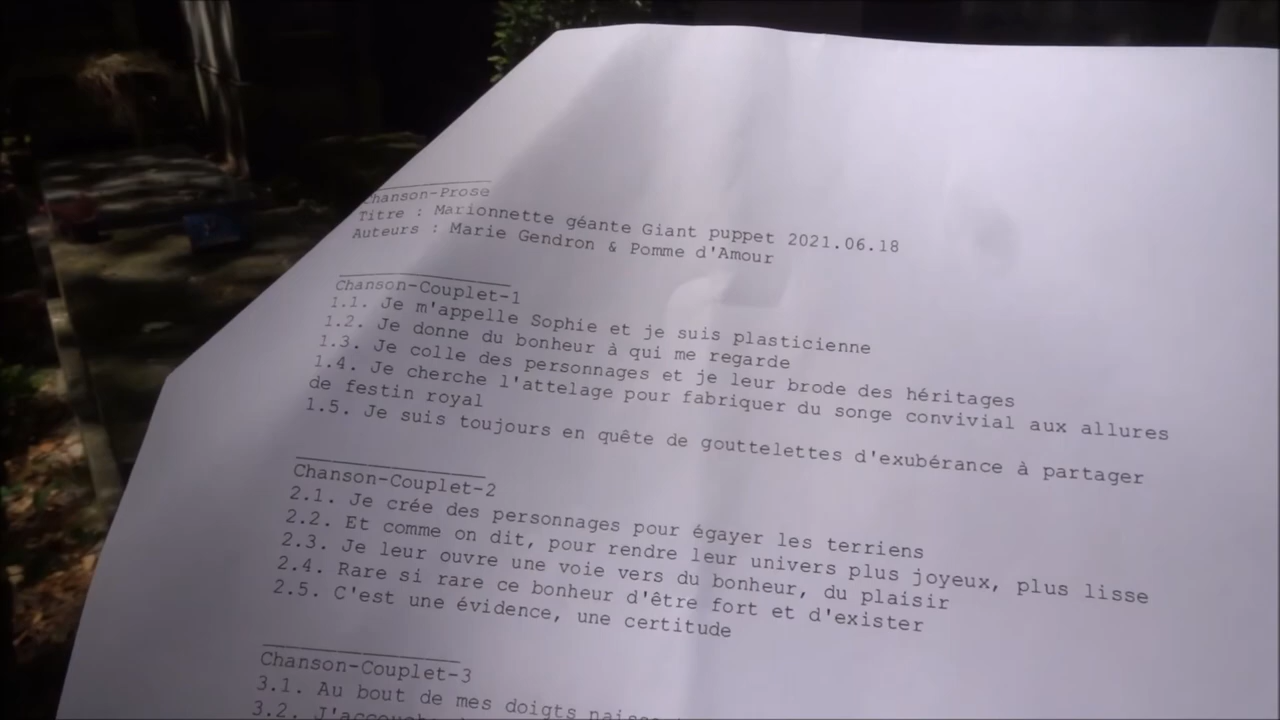 Chanson-Prose
Titre : Marionnette géante Giant puppet 2021.06.18
Auteurs : Marie Gendron & Pomme d'Amour
Chanson-Couplet-1
1.1. Je m'appelle Sophie et je suis plasticienne
1.2. Je donne du bonheur à qui me regarde
1.3. Je colle des personnages et je leur brode des héritages
1.4. Je cherche l'attelage pour fabriquer du songe convivial aux allures
de festin royal
1.5. Je suis toujours en quête de gouttelettes d'exubérance à partager
Chanson-Couplet-2
2.1. Je crée des personnages pour égayer les terriens
2.2. Et comme on dit, pour rendre leur univers plus joyeux, plus lisse
2.3. Je leur ouvre une voie vers du bonheur, du plaisir
2.4. Rare si rare ce bonheur d'être fort et d'exister
2.5. C'est une évidence, une certitude
Chanson-Couplet-3
3.1. Au bout de mes doigts
3.2.